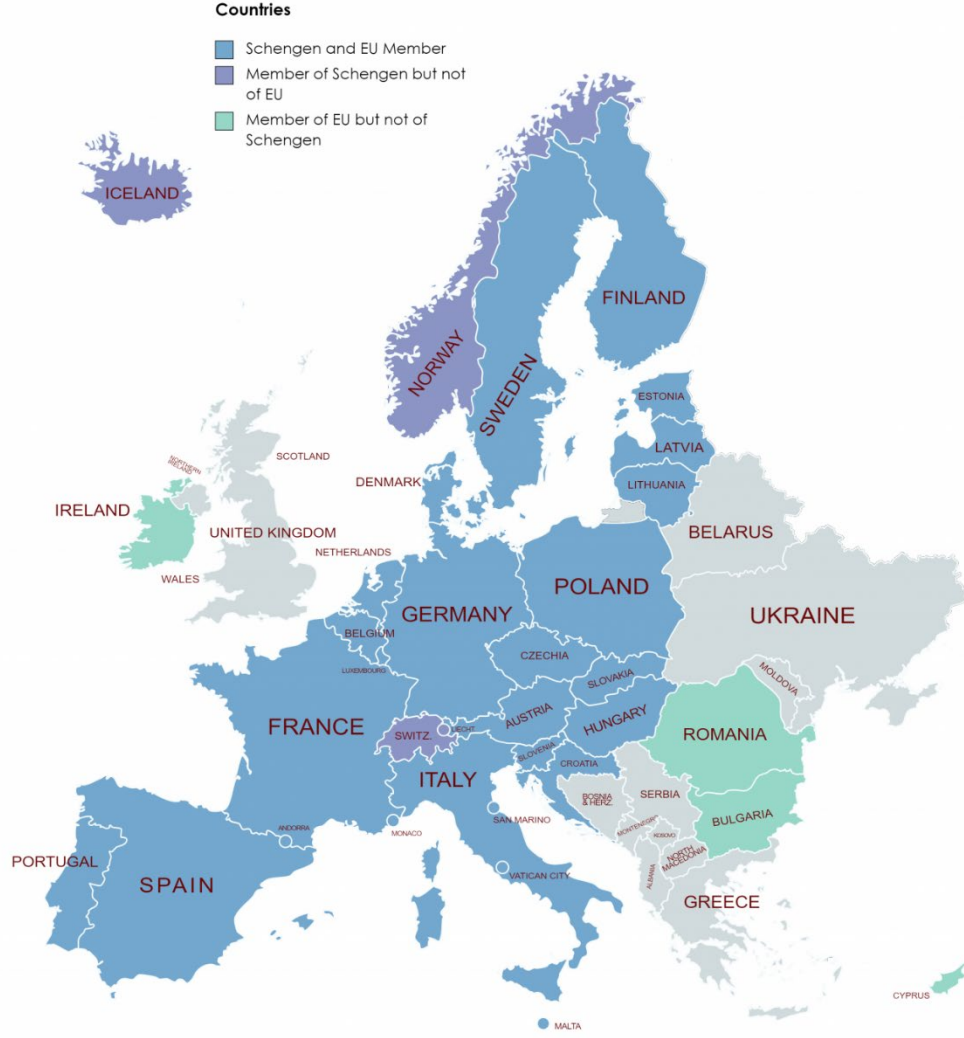 Countries
Schengen and EU Member
Member of Schengen but not
of EU
Member of EU but not of
Schengen
ICELAND
FINLAND
NORWAY
SWEDEN
ESTONIA
LATVIA
LITHUANIA
SCOTLAND
NORTHERN
IRELAND
DENMARK
IRELAND
UNITED KINGDOM
BELARUS
NETHERLANDS
WALES
POLAND
GERMANY
UKRAINE
BELGIUM
CZECHIA
LUXEMBOURG
SLOVAKIA
MOLDOVA
AUSTRIA
HUNGARY
FRANCE
SWITZ.
LIECHT.
ROMANIA
SLOVENIA
CROATIA
ITALY
BOSNIA
& HERZ.
SERBIA
SAN MARINO
BULGARIA
ANDORRA
MONACO
MONTENEGRO
KOSOVO
NORTH
MACEDONIA
PORTUGAL
SPAIN
VATICAN CITY
ALBANIA
GREECE
CYPRUS
MALTA